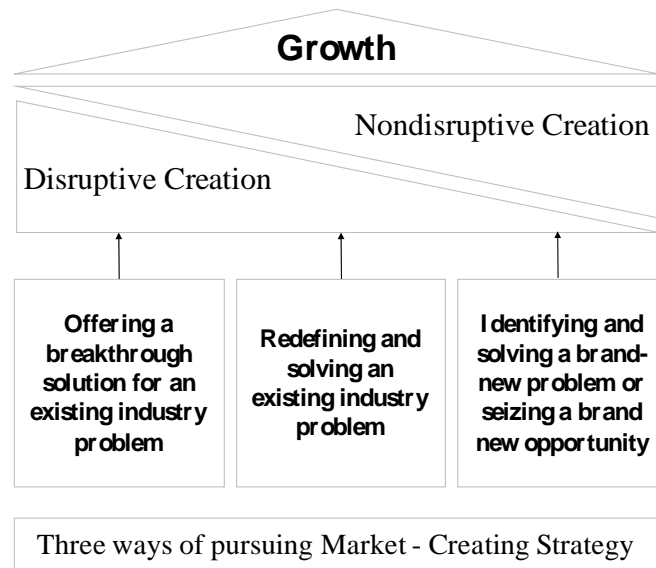 Growth
Nondisruptive Creation
Disruptive Creation
Offering a
breakthrough
solution for an
existing industry
problem
Redefining and
solving an
existing industry
problem
Identifying and
solving a brand-
new problem or
seizing a brand
new opportunity
Three ways of pursuing Market - Creating Strategy